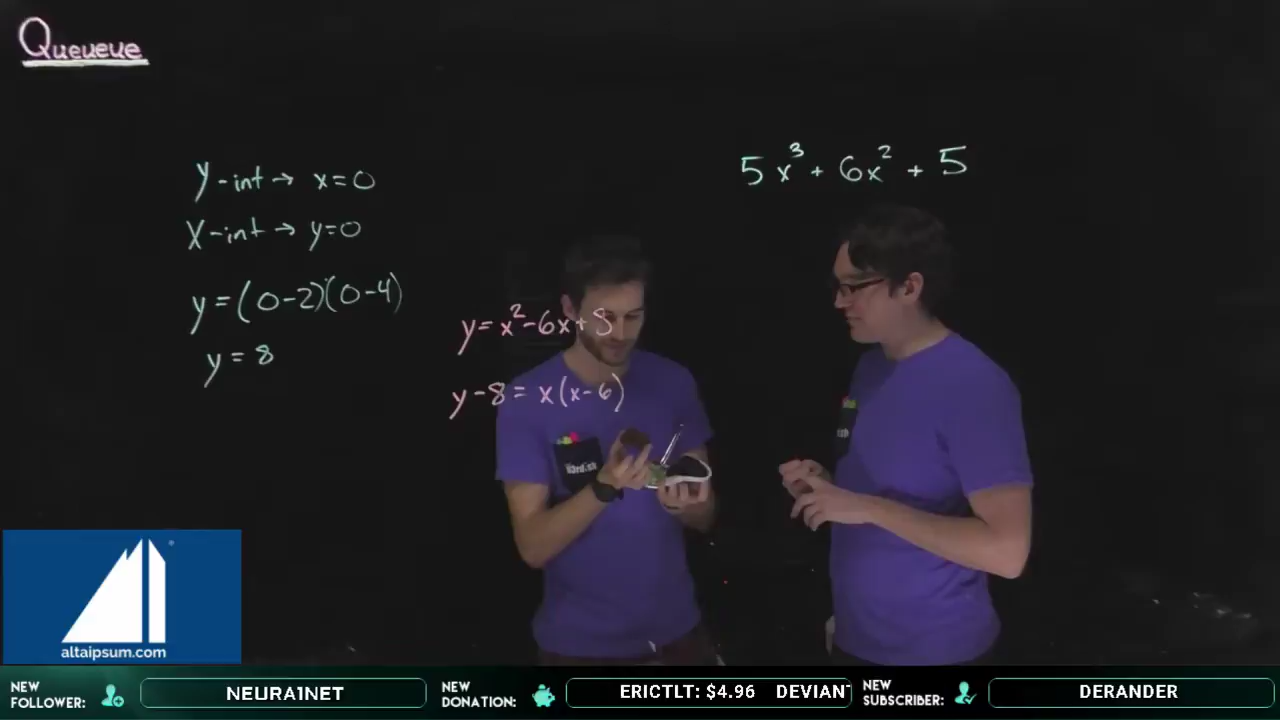 Queueue
y-int → x=0
x-int → y=0
y=(0-2)(0-4)
y = 8
5x³ + 6x² + 5
y=x²-6x+8
y-8= x(x-6)
altaipsum.com
NEW FOLLOWER:
NEURA1NET
NEW DONATION:
ERICTLT: $4.96 DEVIANT
NEW SUBSCRIBER:
DERANDER